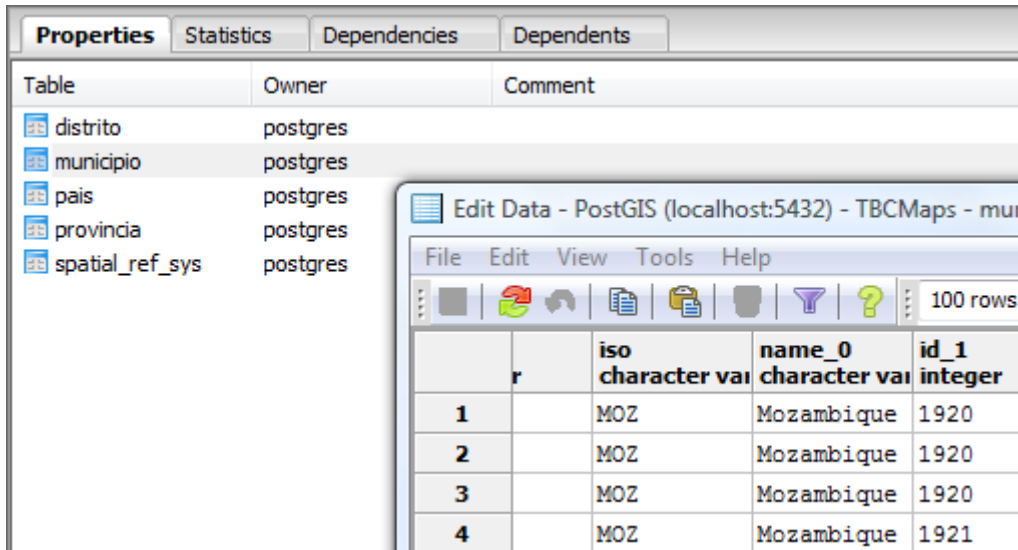 Properties Statistics Dependencies Dependents
Table Owner Comment
distrito postgres
municipio postgres
pais postgres
provincia postgres
spatial_ref_sys postgres
Edit Data - PostGIS (localhost:5432) - TBCMaps - mu
File Edit View Tools Help
100 rows
iso name_0 id_1
r character var character var integer
1 MOZ Mozambique 1920
2 MOZ Mozambique 1920
3 MOZ Mozambique 1920
4 MOZ Mozambique 1921